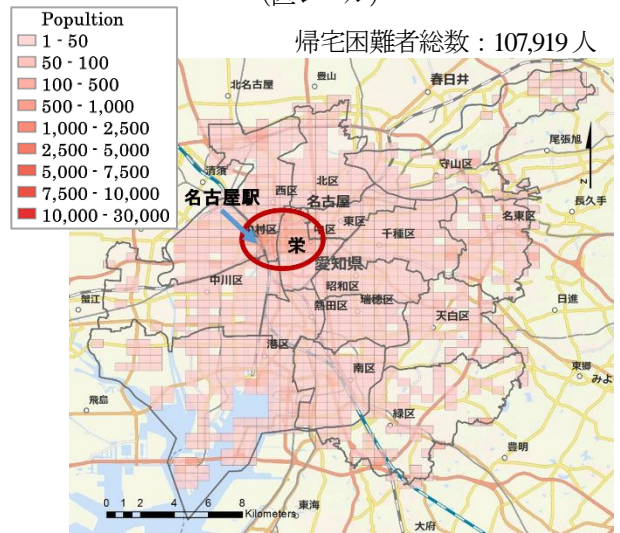 Popultion
1 - 50
50 - 100
100 - 500
500 - 1,000
1,000 - 2,500
2,500 - 5,000
5,000 - 7,500
7,500 - 10,000
10,000 - 30,000
帰宅困難者総数：107,919人
北名古屋
豊山
春日井
尾張旭
清須
北区
守山区
西区
名古屋駅
名古屋
東区
名東区
長久手
中村区
中区
千種区
栄
愛知県
中川区
昭和区
蟹江
熱田区
瑞穂区
日進
天白区
港区
南区
東郷
みよ
飛島
緑区
豊明
東海
大府
0 1 2 4 6 8
Kilometers
N